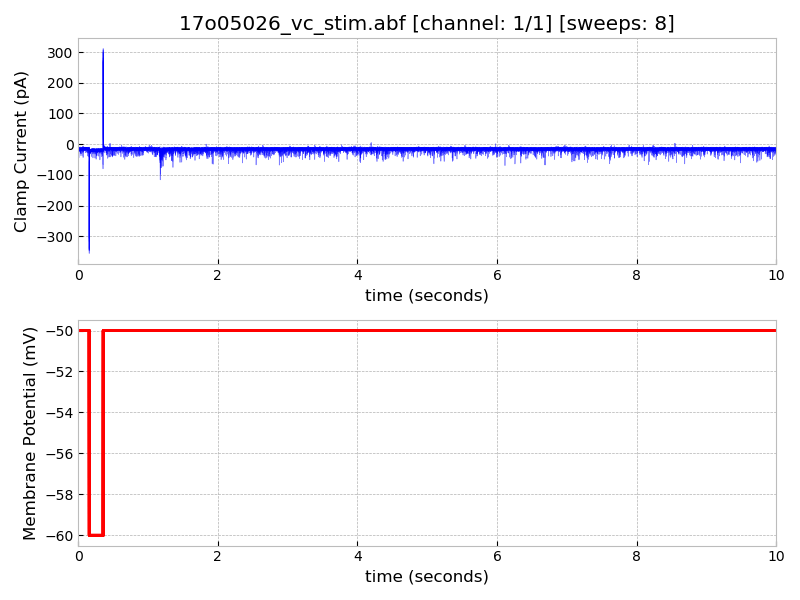 17o05026_vc_stim.abf [channel: 1/1] [sweeps: 8]
Clamp Current (pA)
300
200
100
0
−100
−200
−300
0 2 4 6 8 10
time (seconds)
Membrane Potential (mV)
−50
−52
−54
−56
−58
−60
0 2 4 6 8 10
time (seconds)